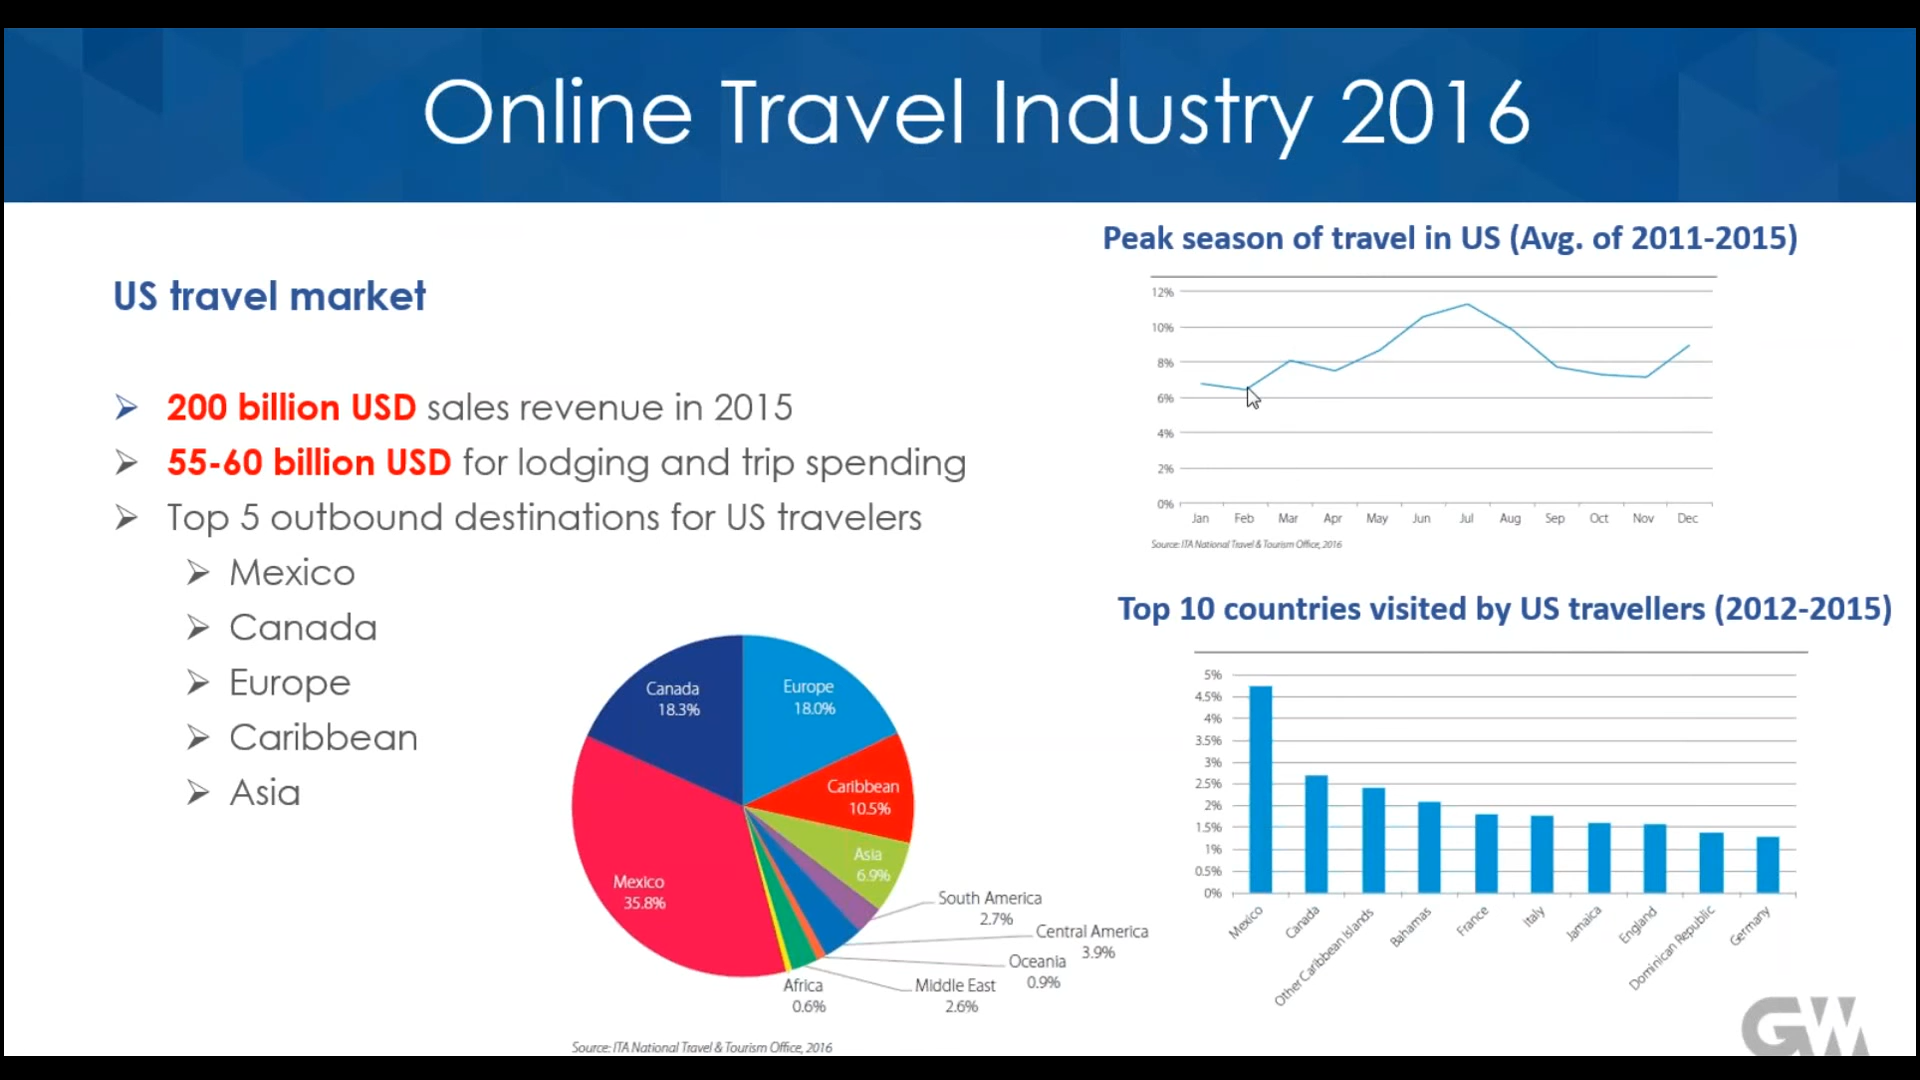 Online Travel Industry 2016
US travel market
200 billion USD sales revenue in 2015
55-60 billion USD for lodging and trip spending
Top 5 outbound destinations for US travelers
Mexico
Canada
Europe
Caribbean
Asia
Canada
18.3%
Europe
18.0%
Caribbean
10.5%
Asia
6.9%
Mexico
35.8%
South America
2.7%
Central America
3.9%
Oceania
0.9%
Middle East
2.6%
Africa
0.6%
Source: ITA National Travel & Tourism Office, 2016
Peak season of travel in US (Avg. of 2011-2015)
12%
10%
8%
6%
4%
2%
0%
Jan Feb Mar Apr May Jun Jul Aug Sep Oct Nov Dec
Source: ITA National Travel & Tourism Office, 2016
Top 10 countries visited by US travellers (2012-2015)
5%
4.5%
4%
3.5%
3%
2.5%
2%
1.5%
1%
0.5%
0%
Mexico
Canada
Other Caribbean Islands
Bahamas
France
Italy
Jamaica
England
Dominican Republic
Germany
GW